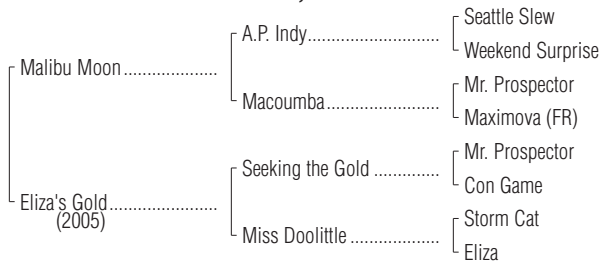 Seattle Slew
A.P. Indy
Weekend Surprise
Malibu Moon
Mr. Prospector
Macoumba
Maximova (FR)
Mr. Prospector
Seeking the Gold
Con Game
Eliza's Gold
(2005)
Storm Cat
Miss Doolittle
Eliza